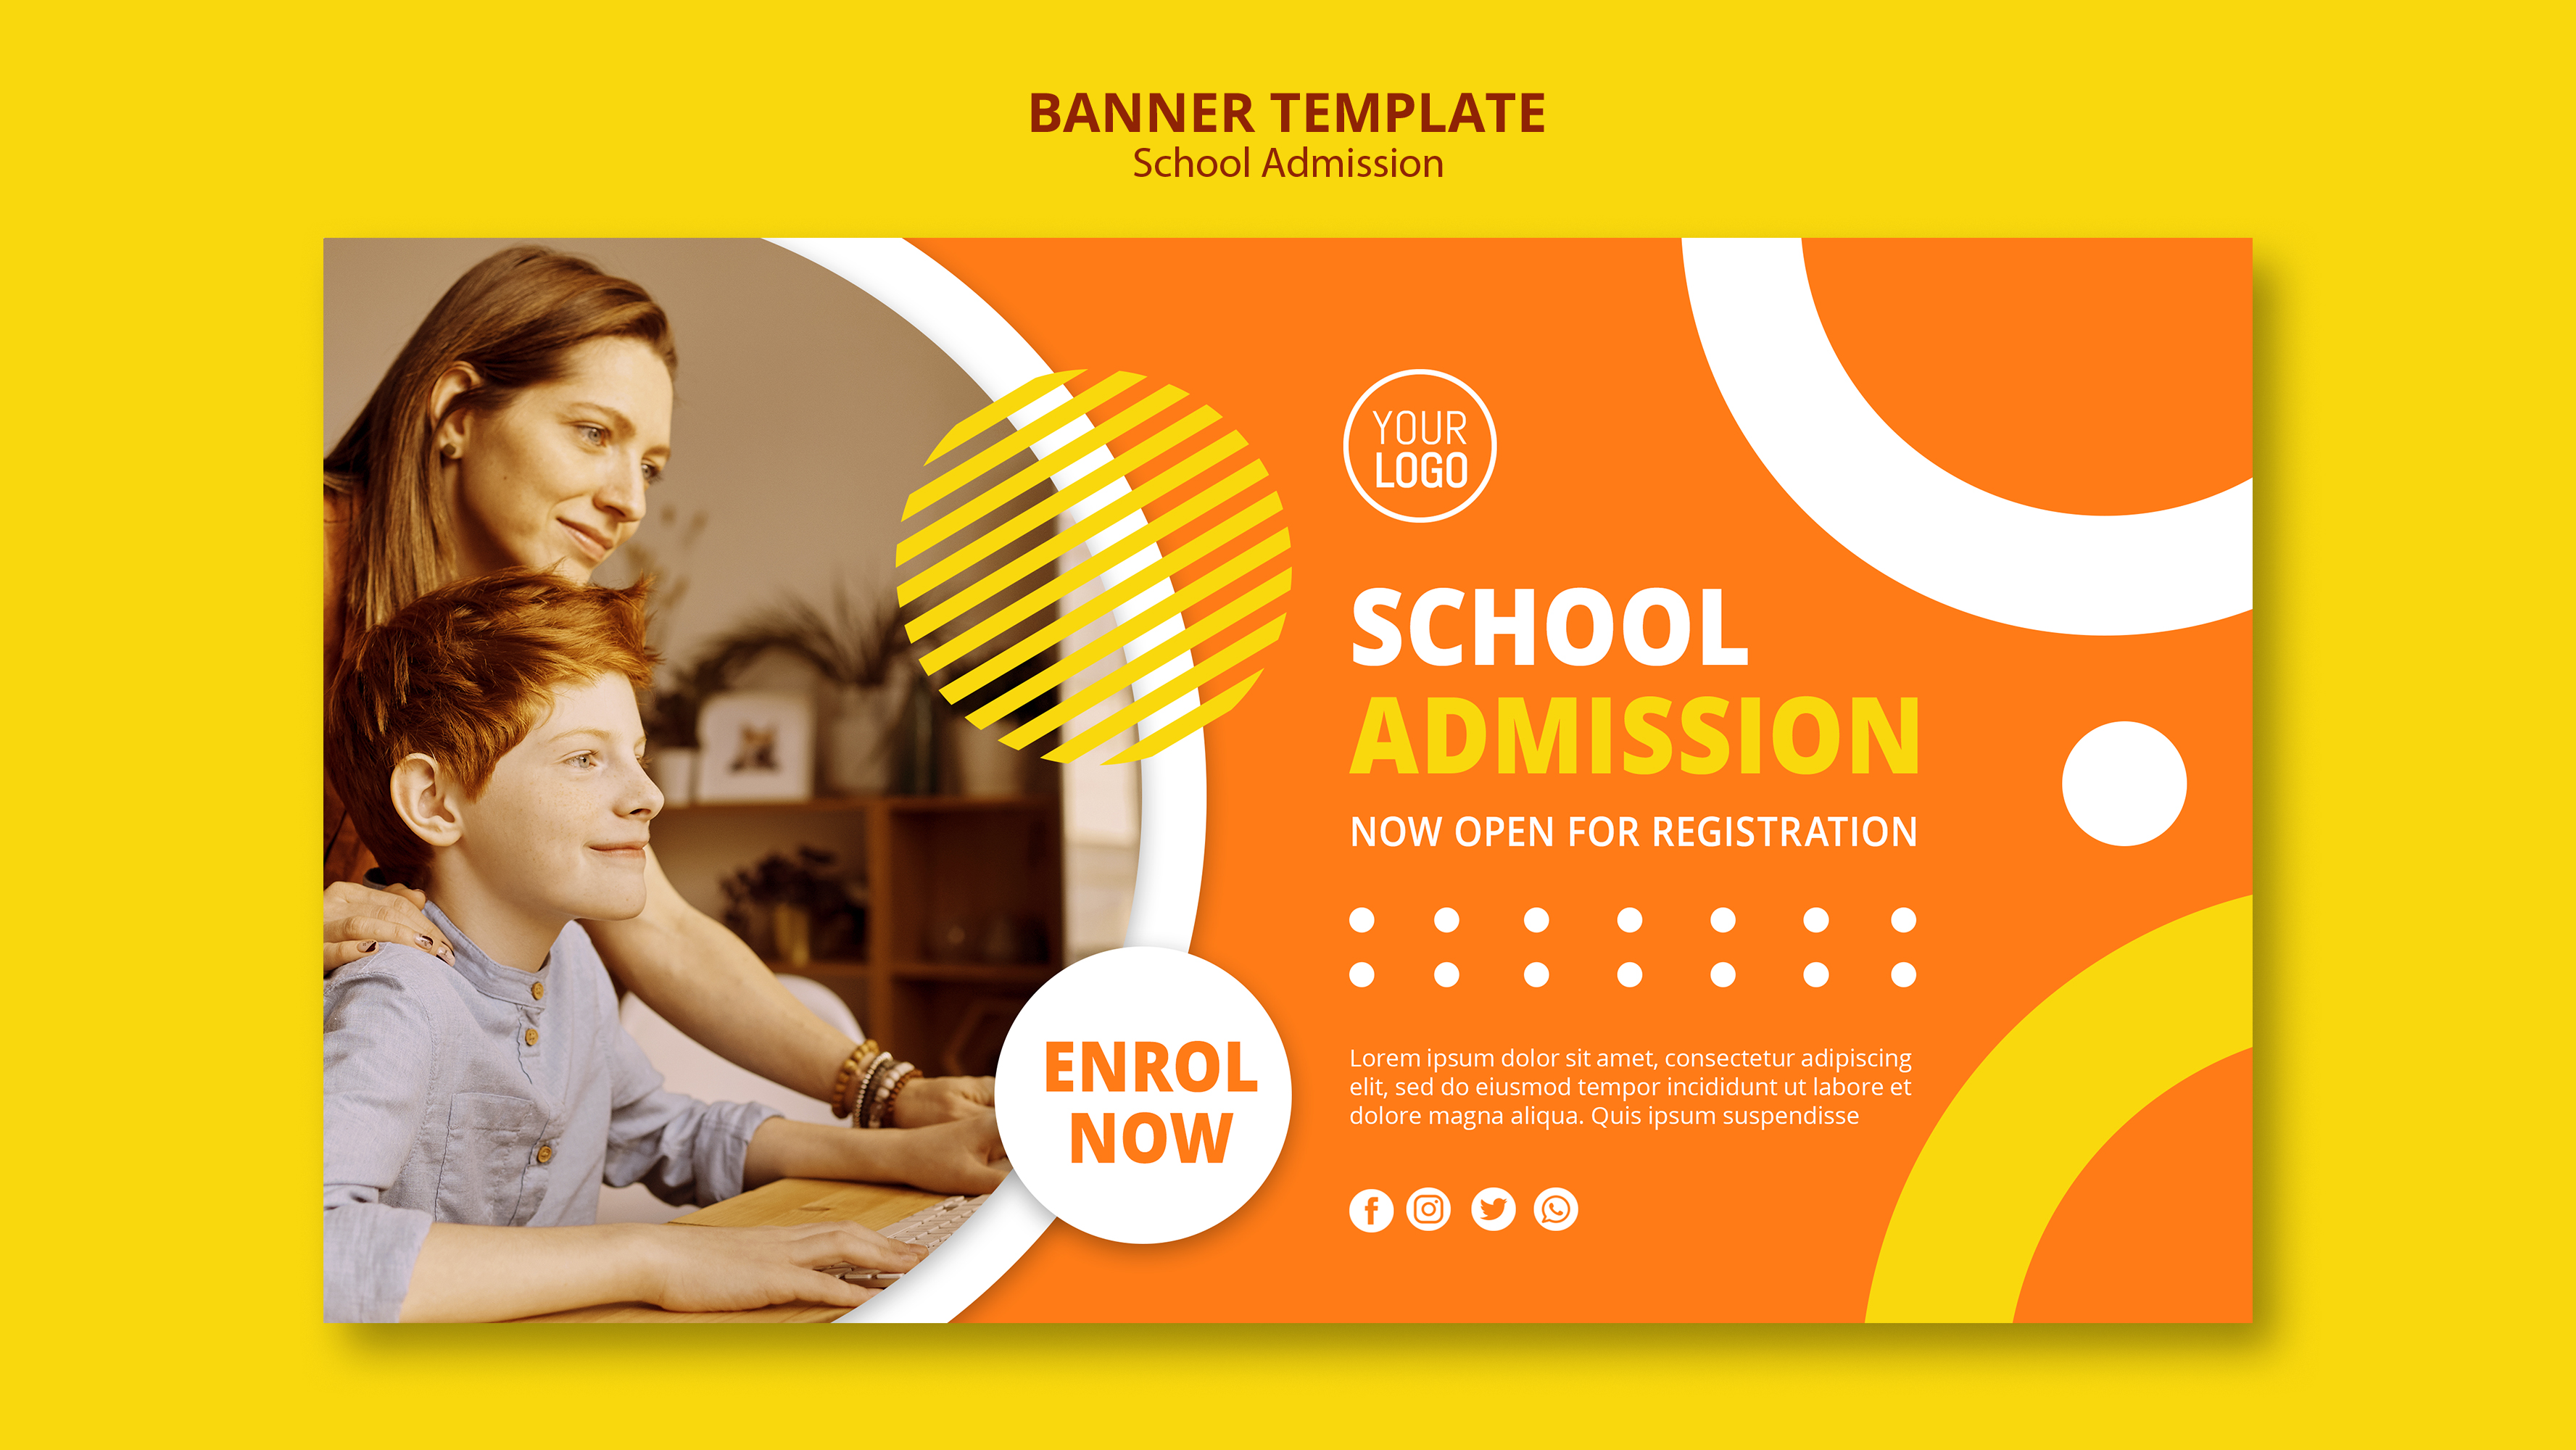 BANNER TEMPLATE
School Admission
YOUR
LOGO
SCHOOL
ADMISSION
NOW OPEN FOR REGISTRATION
ENROL
NOW
Lorem ipsum dolor sit amet, consectetur adipiscing
elit, sed do eiusmod tempor incididunt ut labore et
dolore magna aliqua. Quis ipsum suspendisse